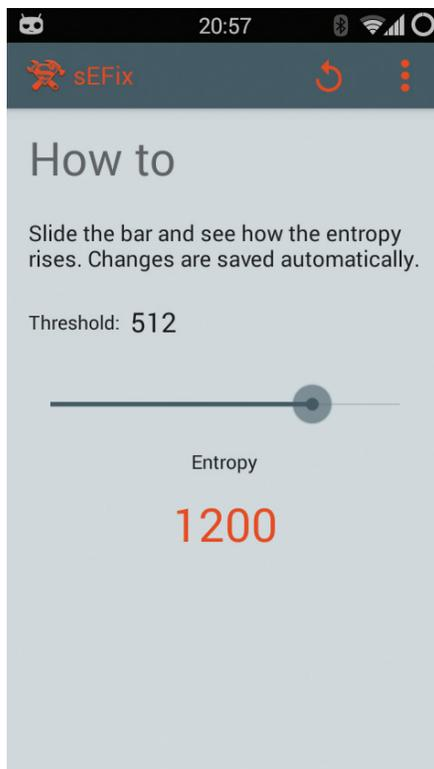 20:57
sEFix
How to
Slide the bar and see how the entropy
rises. Changes are saved automatically.
Threshold: 512
Entropy
1200